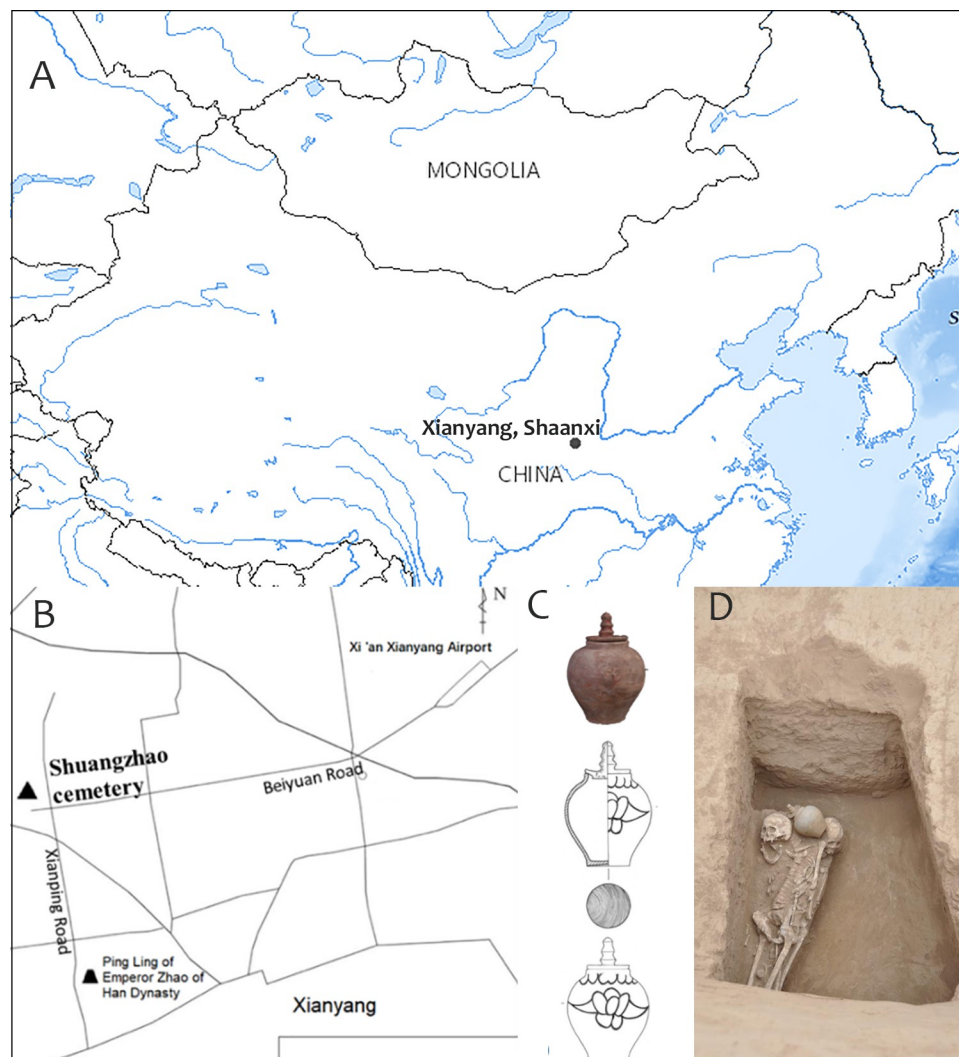 A
MONGOLIA
S
Xianyang, Shaanxi
CHINA
B
N
Xi 'an Xianyang Airport
Shuangzhao
cemetery
Beiyuan Road
Xianping Road
Ping Ling of
Emperor Zhao of
Han Dynasty
Xianyang
C
D